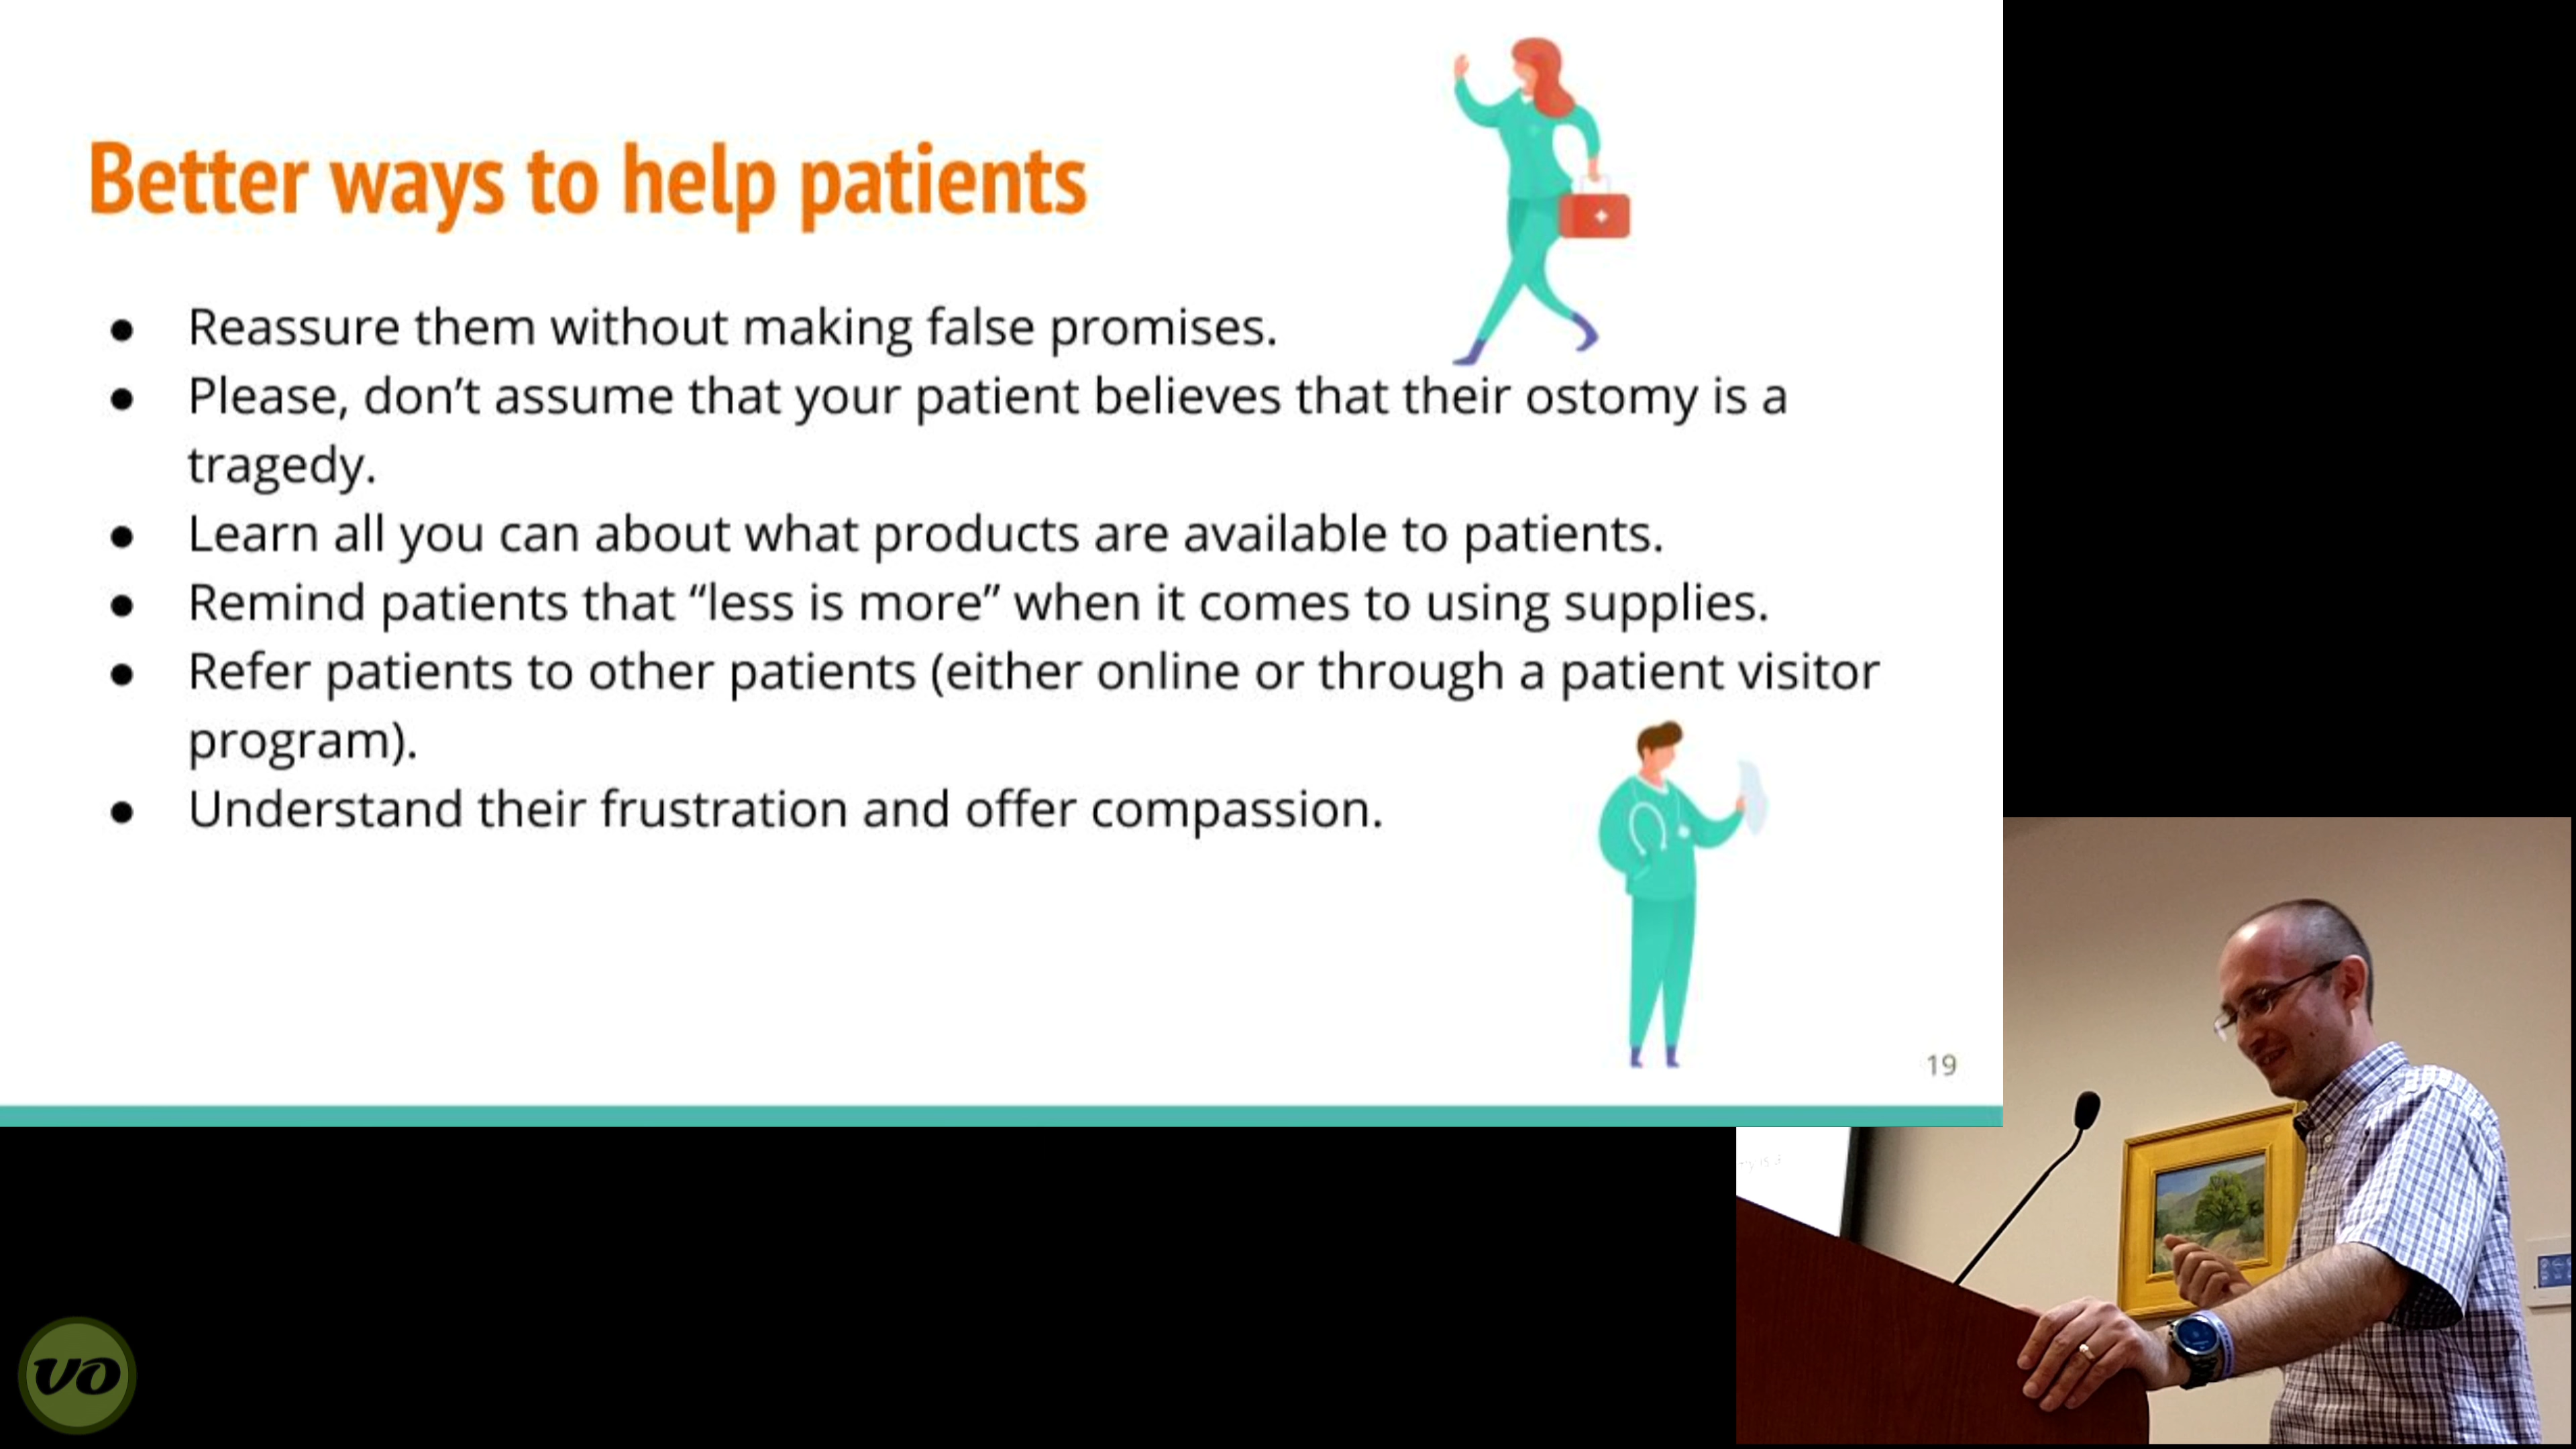 Better ways to help patients
● Reassure them without making false promises.
● Please, don’t assume that your patient believes that their ostomy is a
tragedy.
● Learn all you can about what products are available to patients.
● Remind patients that “less is more” when it comes to using supplies.
● Refer patients to other patients (either online or through a patient visitor
program).
● Understand their frustration and offer compassion.
19
vo